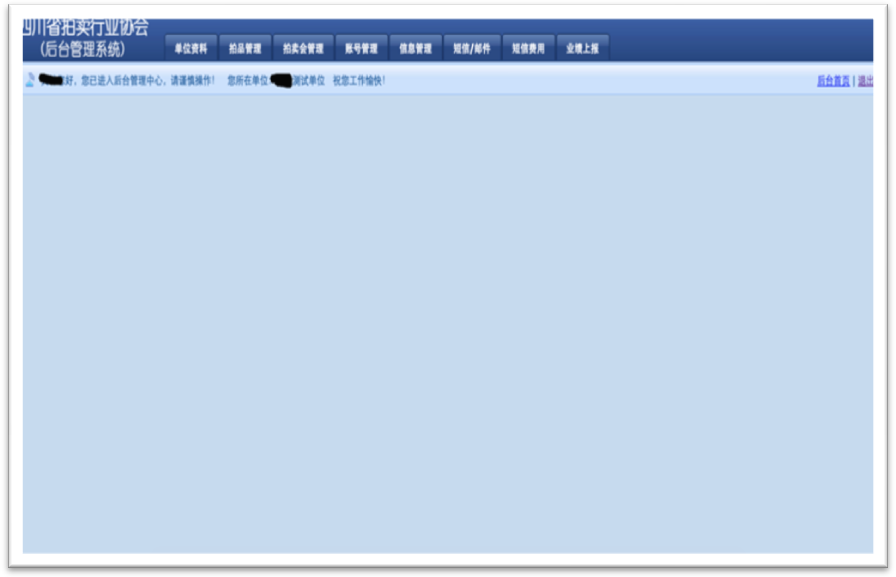 四川省拍卖行业协会
(后台管理系统)
单位资料 拍品管理 拍卖会管理 账号管理 信息管理 短信/邮件 短信费用 业绩上报
好，您已进入后台管理中心，请谨慎操作! 您所在单位 测试单位 祝您工作愉快! 后台首页 | 退出